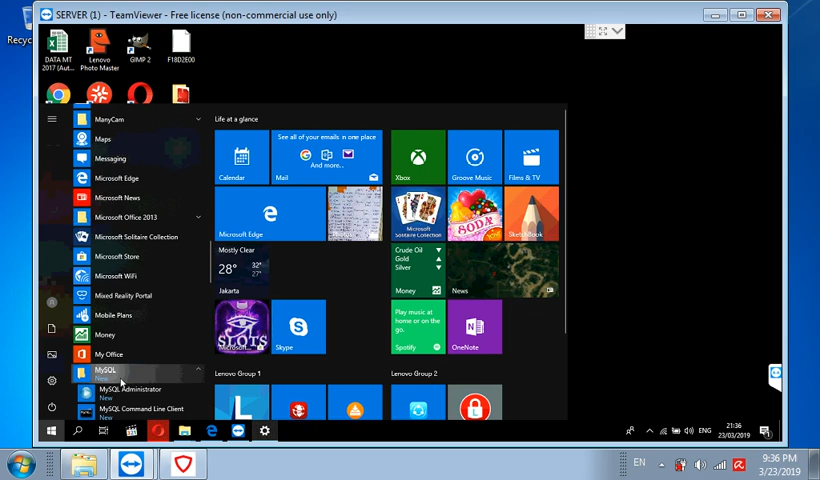 SERVER (1) - TeamViewer - Free license (non-commercial use only)
Recyc
DATA MT
2017 (Aut...
Lenovo
Photo Master
GIMP 2
F18D2E00
ManyCam
Maps
Messaging
Microsoft Edge
Microsoft News
Microsoft Office 2013
Microsoft Solitaire Collection
Microsoft Store
Microsoft WiFi
Mixed Reality Portal
Mobile Plans
Money
My Office
MySQL
New
MySQL Administrator
New
MySQL Command Line Client
New
Life at a glance
Calendar
See all of your emails in one place
And more...
Mail
Xbox
Groove Music
Films & TV
Microsoft Edge
Microsoft
Solitaire Collection
SODA
SketchBook
Mostly Clear
28°
32°
27°
Jakarta
Crude Oil
Gold
Silver
Money
News
SLOTS
Microsoft...
Skype
Play music at
home or on the
go.
Spotify
OneNote
Lenovo Group 1
Lenovo Group 2
L
ENG
21:36
23/03/2019
EN
9:36 PM
3/23/2019